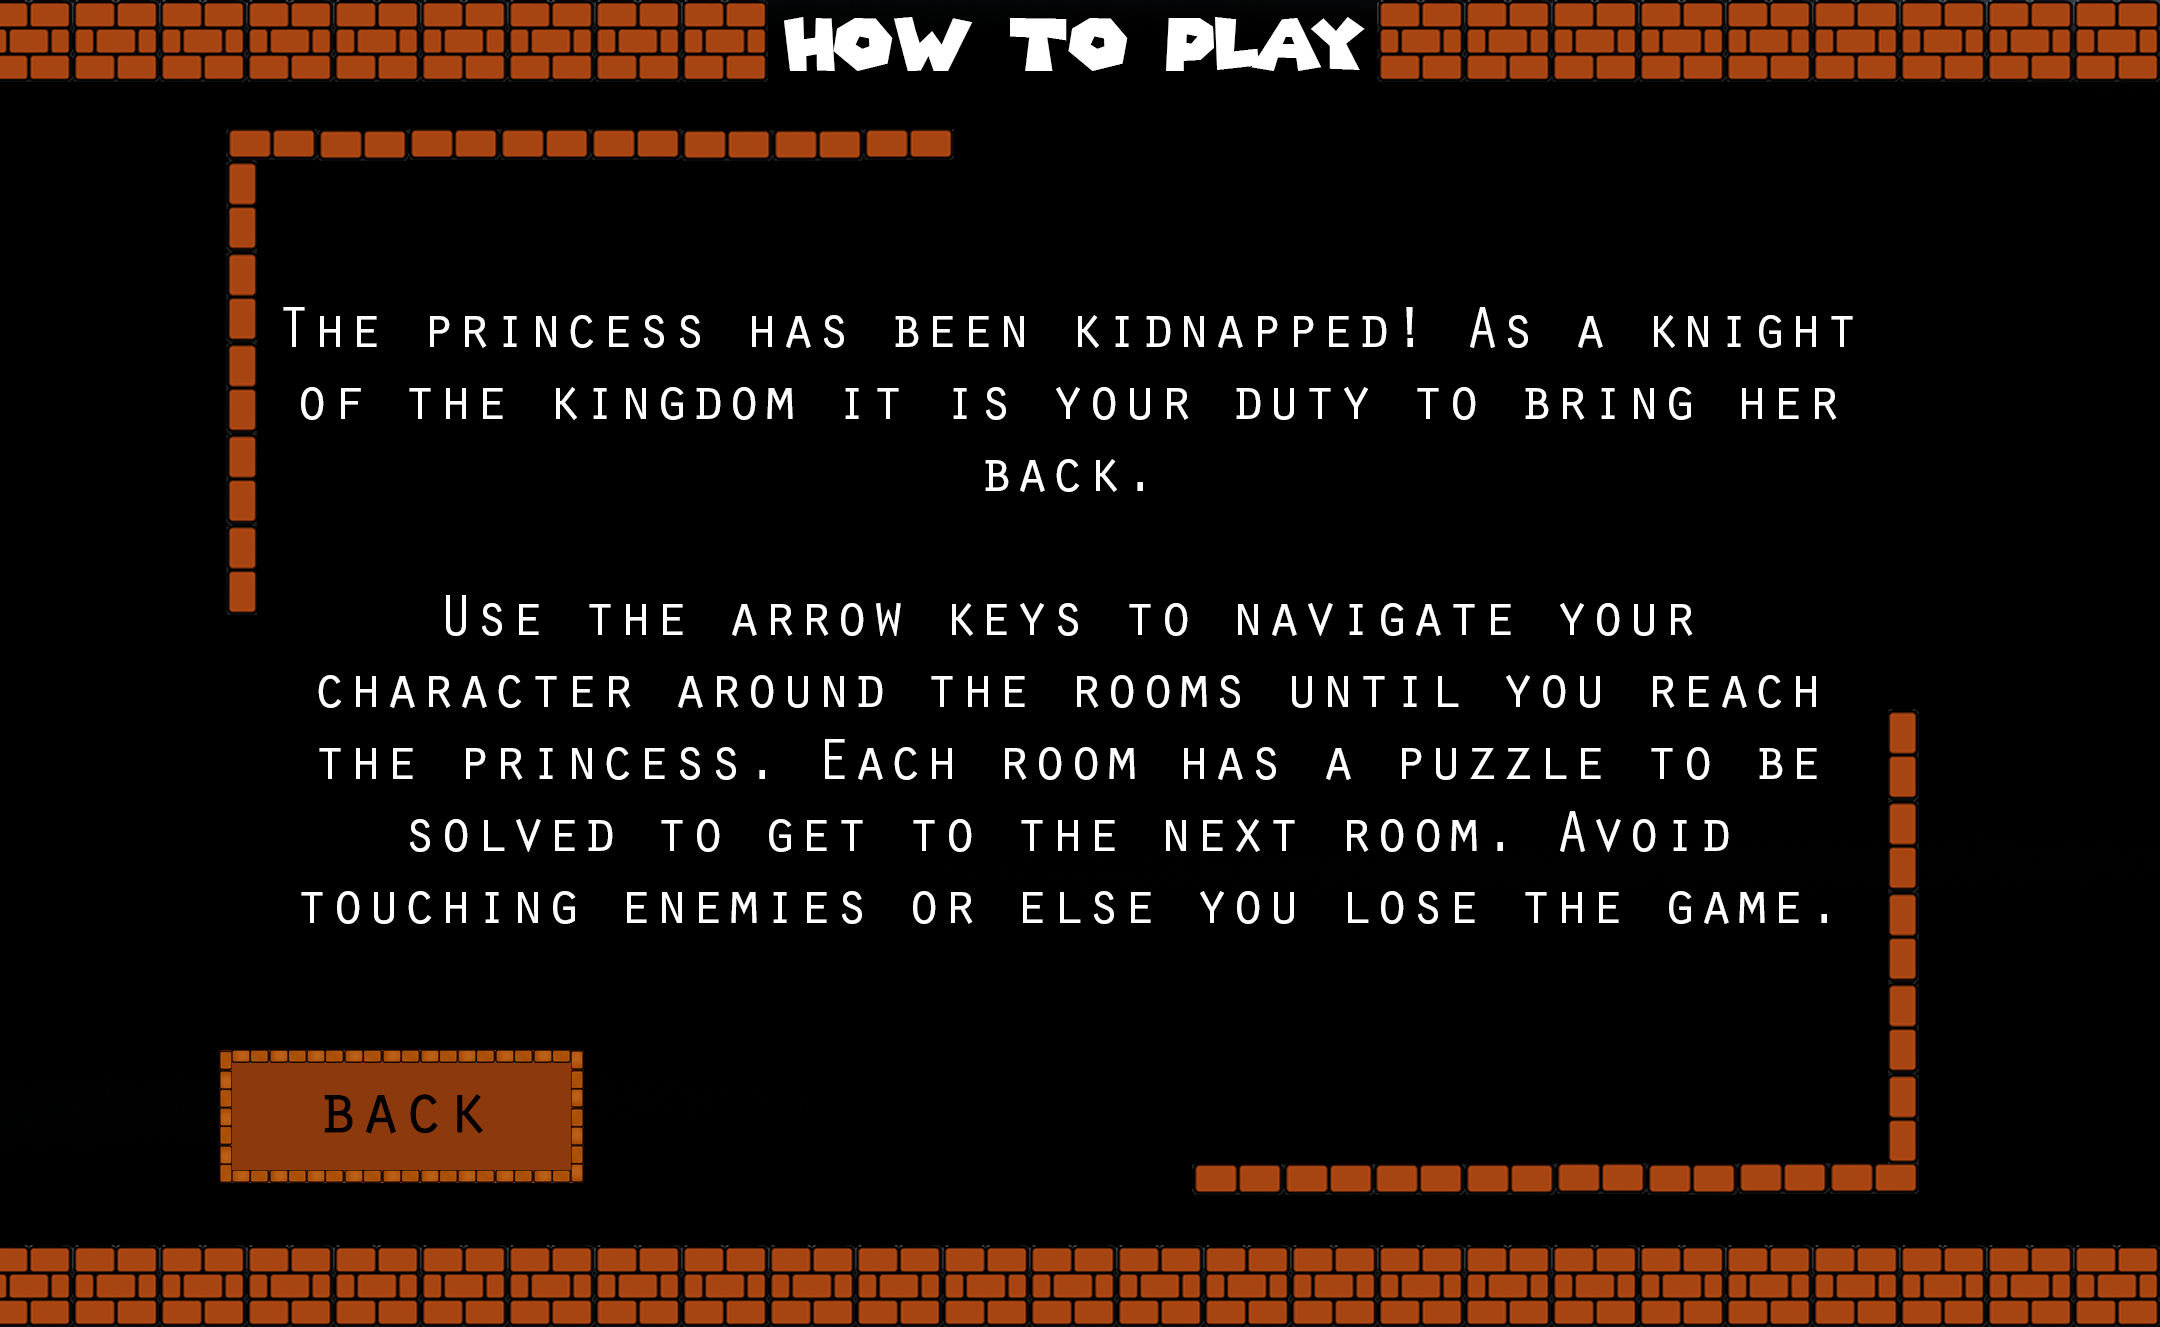 HOW TO PLAY
The princess has been kidnapped! As a knight
of the kingdom it is your duty to bring her
back.
Use the arrow keys to navigate your
character around the rooms until you reach
the princess. Each room has a puzzle to be
solved to get to the next room. Avoid
touching enemies or else you lose the game.
BACK